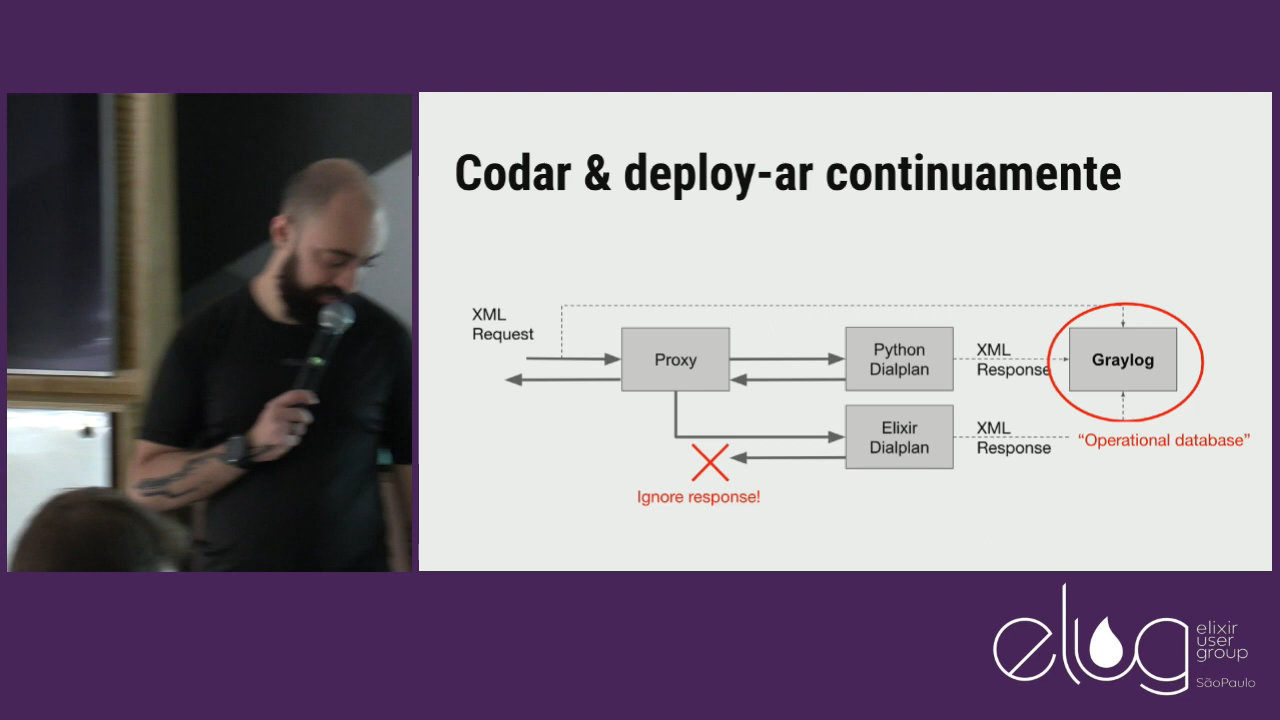 Codar & deploy-ar continuamente
XML
Request
Proxy
Python
Dialplan
XML
Response
Graylog
Elixir
Dialplan
XML
Response
“Operational database”
Ignore response!
elug
elixir
user
group
SãoPaulo